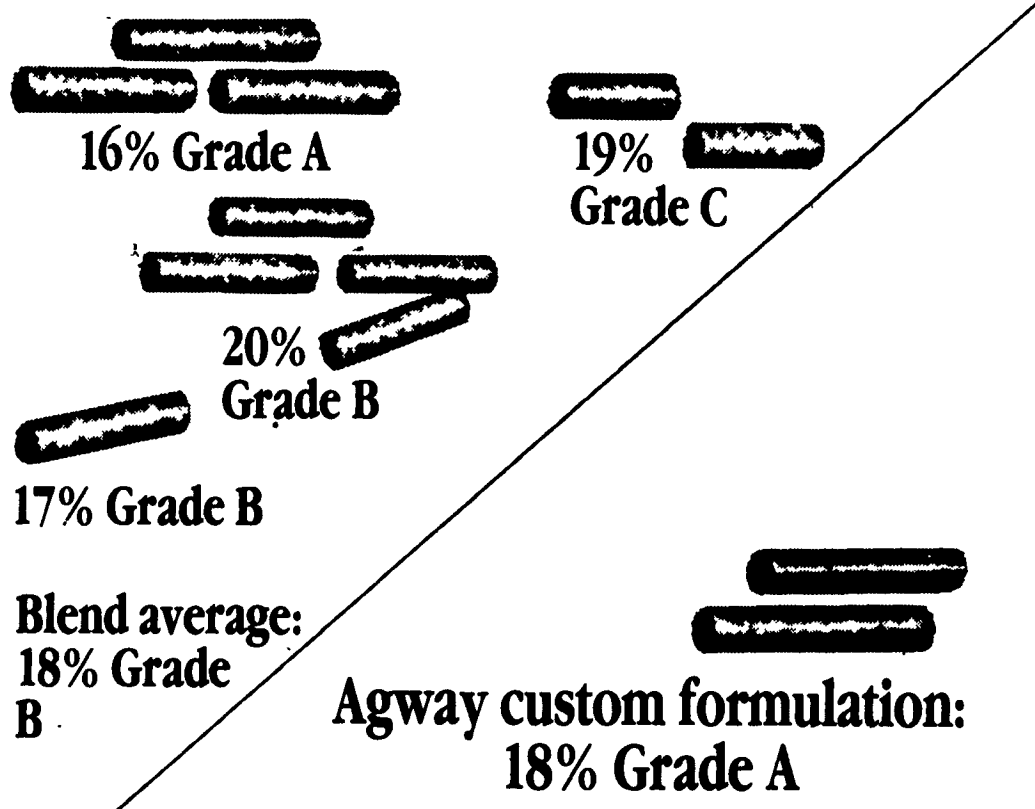 16% Grade A
19%
Grade C
20%
Grade B
17% Grade B
Blend average:
18% Grade
B
Agway custom formulation:
18% Grade A